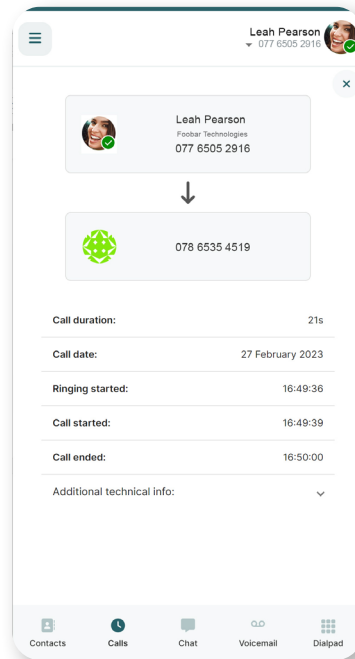 Leah Pearson
077 6505 2916
Leah Pearson
Foobar Technologies
077 6505 2916
078 6535 4519
Call duration: 21s
Call date: 27 February 2023
Ringing started: 16:49:36
Call started: 16:49:39
Call ended: 16:50:00
Additional technical info:
Contacts Calls Chat Voicemail Dialpad